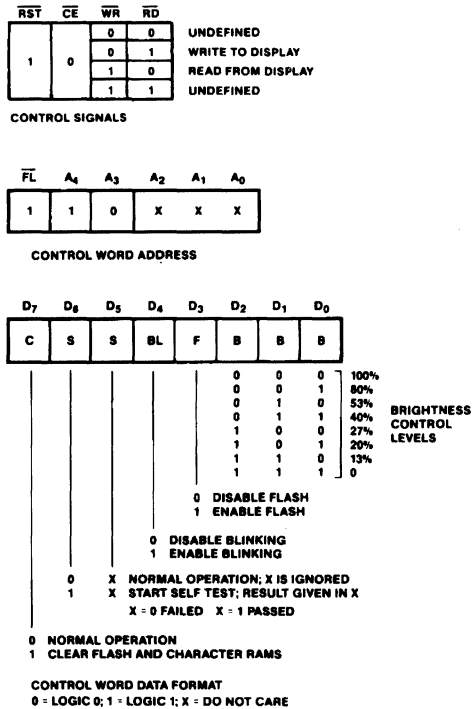 RST CE WR RD
1 0
0 0 UNDEFINED
0 1 WRITE TO DISPLAY
1 0 READ FROM DISPLAY
1 1 UNDEFINED
CONTROL SIGNALS
FL A4 A3 A2 A1 A0
1 1 0 X X X
CONTROL WORD ADDRESS
D7 D6 D5 D4 D3 D2 D1 D0
C S S BL F B B B
0 0 0 100%
0 0 1 80%
0 1 0 53%
0 1 1 40%
1 0 0 27%
1 0 1 20%
1 1 0 13%
1 1 1 0
BRIGHTNESS
CONTROL
LEVELS
0 DISABLE FLASH
1 ENABLE FLASH
0 DISABLE BLINKING
1 ENABLE BLINKING
0 X NORMAL OPERATION; X IS IGNORED
1 X START SELF TEST; RESULT GIVEN IN X
X = 0 FAILED X = 1 PASSED
0 NORMAL OPERATION
1 CLEAR FLASH AND CHARACTER RAMS
CONTROL WORD DATA FORMAT
0 = LOGIC 0; 1 = LOGIC 1; X = DO NOT CARE